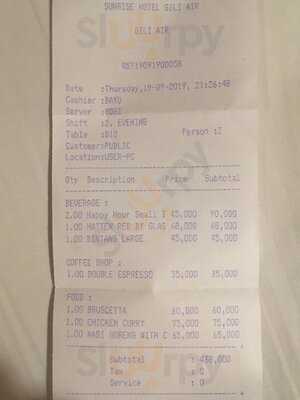 SUNRISE HOTEL GILI AIR
GILI AIR
Date :Thursday,19-09-2019, 21:26:48
Cashier :BAYU
Server :BUDI
Shift :2. EVENING
Table :B10 Person :2
Customer:PUBLIC
Location:USER-PC
Qty Description Price Subtotal
BEVERAGE :
2.00 Happy Hour Small B 45,000 90,000
1.00 HATTEN RED BY GLAS 68,000 68,000
1.00 BINTANG LARGE 45,000 45,000
COFFEE SHOP :
1.00 DOUBLE ESPRESSO 35,000 35,000
FOOD :
1.00 BRUSCETTA 60,000 60,000
1.00 CHICKEN CURRY 75,000 75,000
1.00 NASI GORENG WITH C 65,000 65,000
Subtotal : 438,000
Tax : 0
Service : 0
Sluurpy